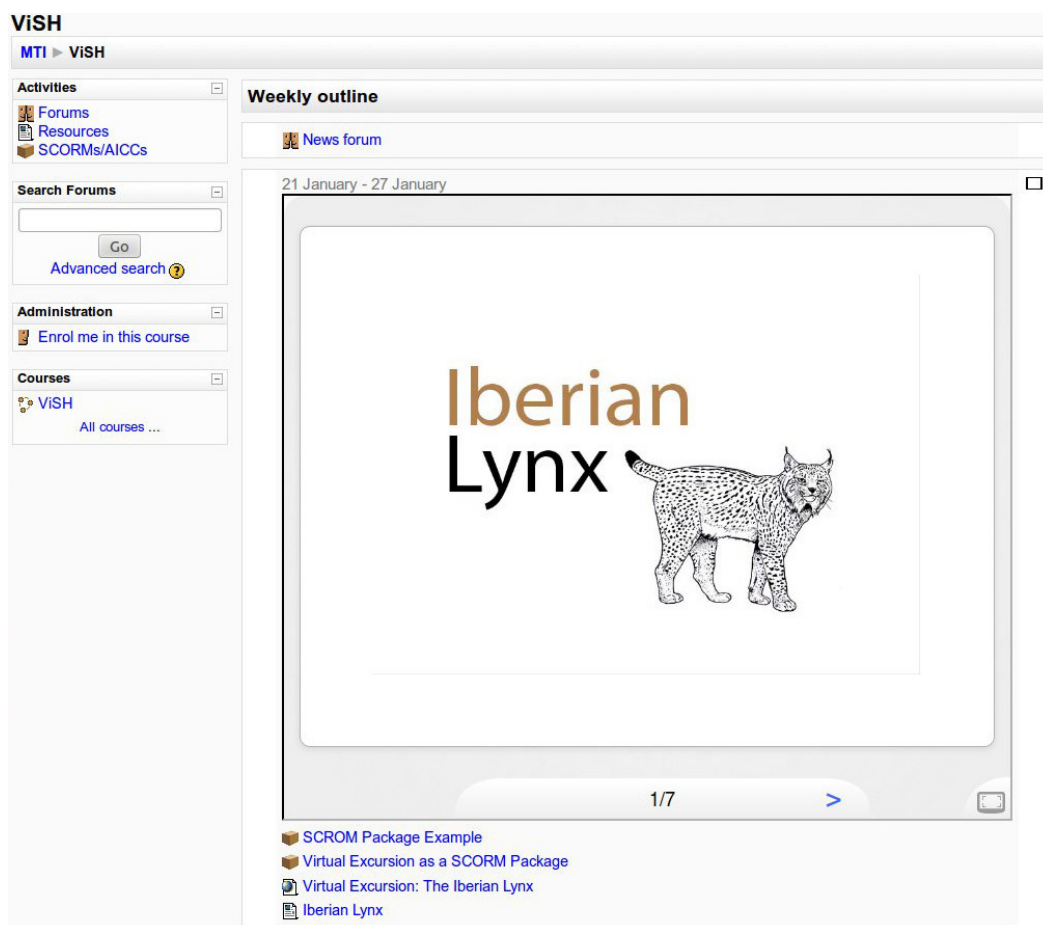 ViSH
MTI ► ViSH
Activities
Forums
Resources
SCORMs/AICCs
Search Forums
Go
Advanced search ?
Administration
Enrol me in this course
Courses
ViSH
All courses ...
Weekly outline
News forum
21 January - 27 January
Iberian
Lynx
1/7 >
SCROM Package Example
Virtual Excursion as a SCORM Package
Virtual Excursion: The Iberian Lynx
Iberian Lynx